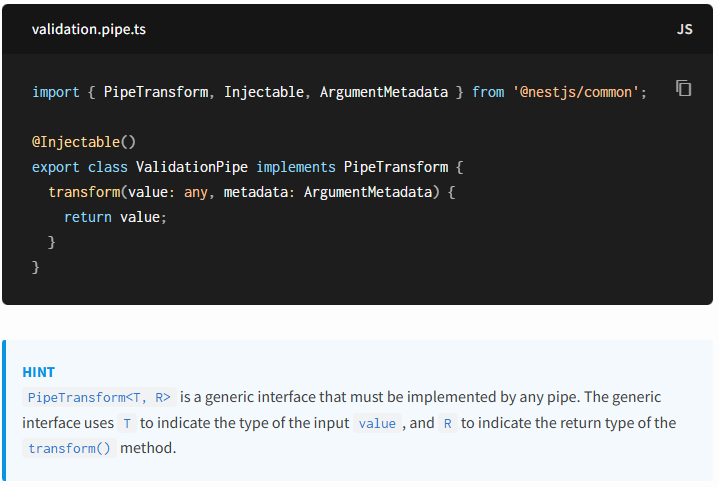 validation.pipe.ts JS
import { PipeTransform, Injectable, ArgumentMetadata } from '@nestjs/common';
@Injectable()
export class ValidationPipe implements PipeTransform {
  transform(value: any, metadata: ArgumentMetadata) {
    return value;
  }
}
HINT
PipeTransform<T, R> is a generic interface that must be implemented by any pipe. The generic
interface uses T to indicate the type of the input value , and R to indicate the return type of the
transform() method.